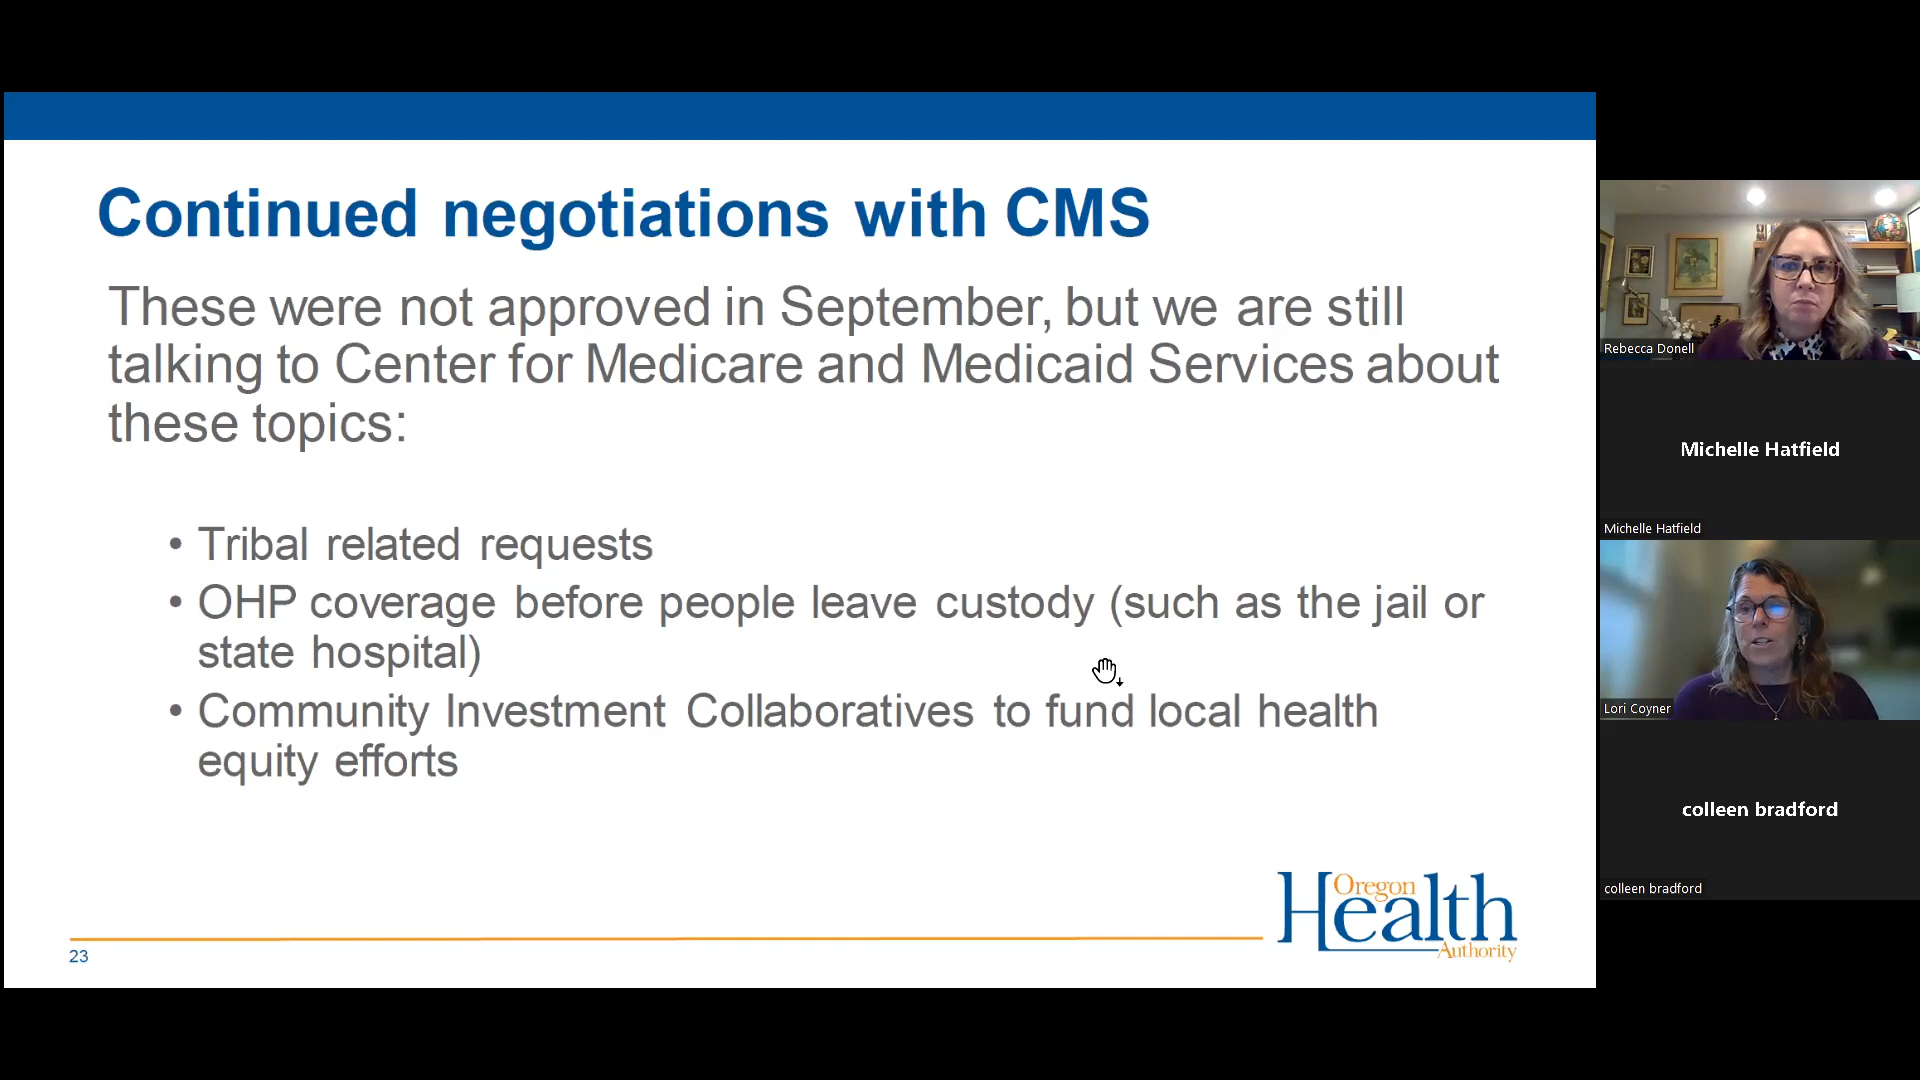 Continued negotiations with CMS
These were not approved in September, but we are still
talking to Center for Medicare and Medicaid Services about
these topics:
• Tribal related requests
• OHP coverage before people leave custody (such as the jail or
state hospital)
• Community Investment Collaboratives to fund local health
equity efforts
23
Oregon
Health
Authority
Rebecca Donell
Michelle Hatfield
Michelle Hatfield
Lori Coyner
colleen bradford
colleen bradford